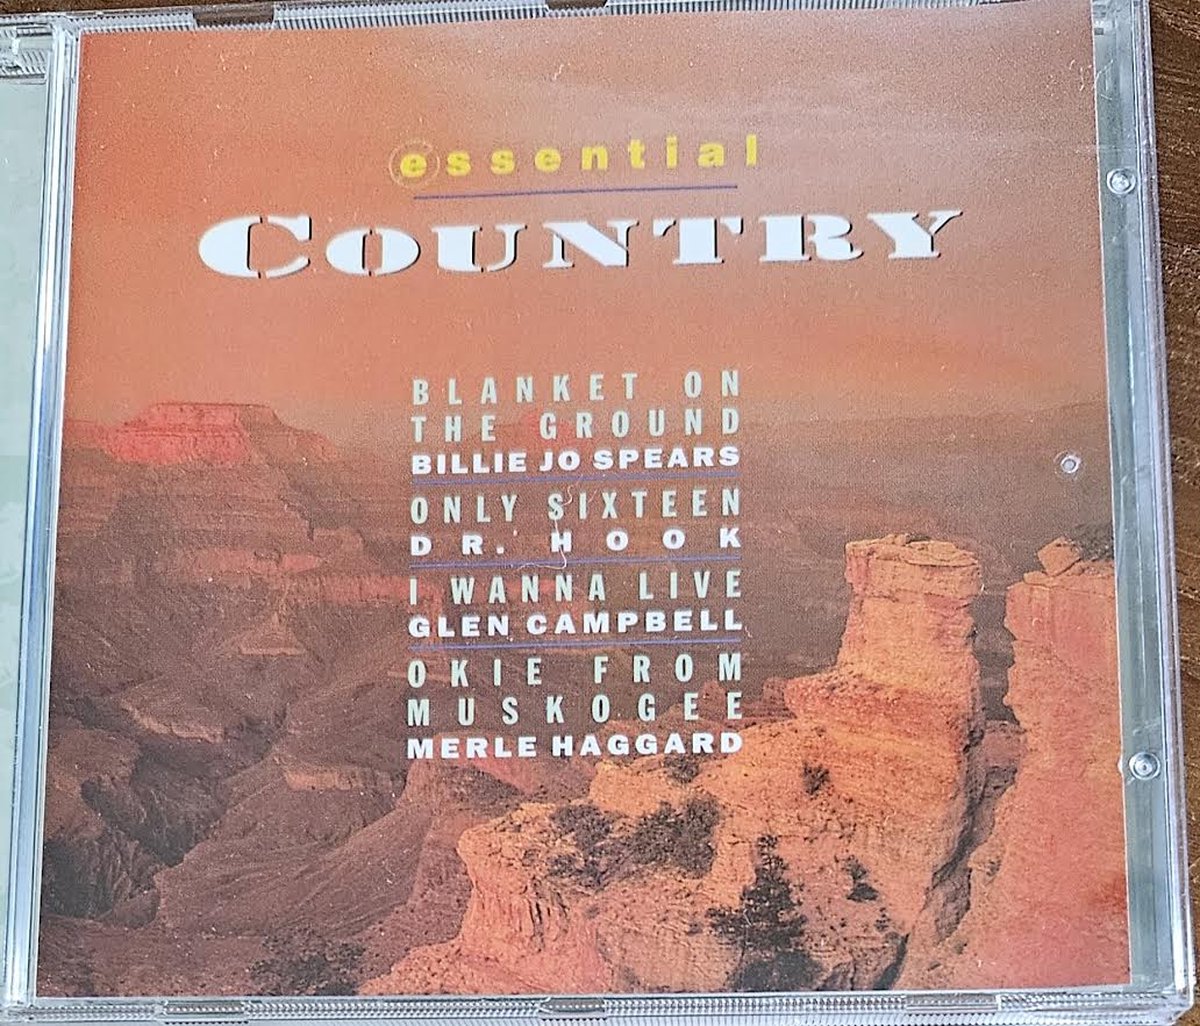 essential
COUNTRY
BLANKET ON
THE GROUND
BILLIE JO SPEARS
ONLY SIXTEEN
DR. HOOK
I WANNA LIVE
GLEN CAMPBELL
OKIE FROM
MUSKOGEE
MERLE HAGGARD